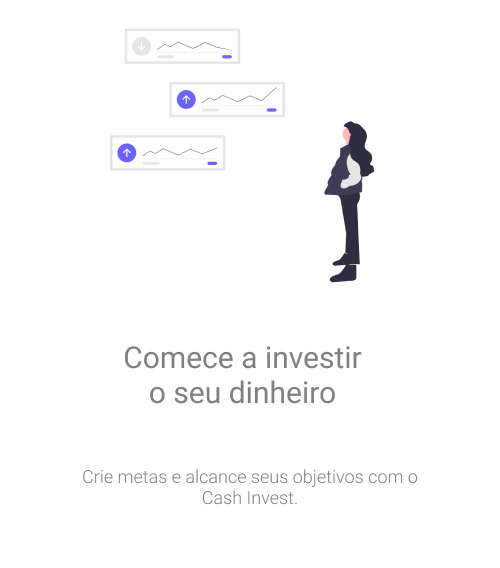 Comece a investir
o seu dinheiro
Crie metas e alcance seus objetivos com o
Cash Invest.